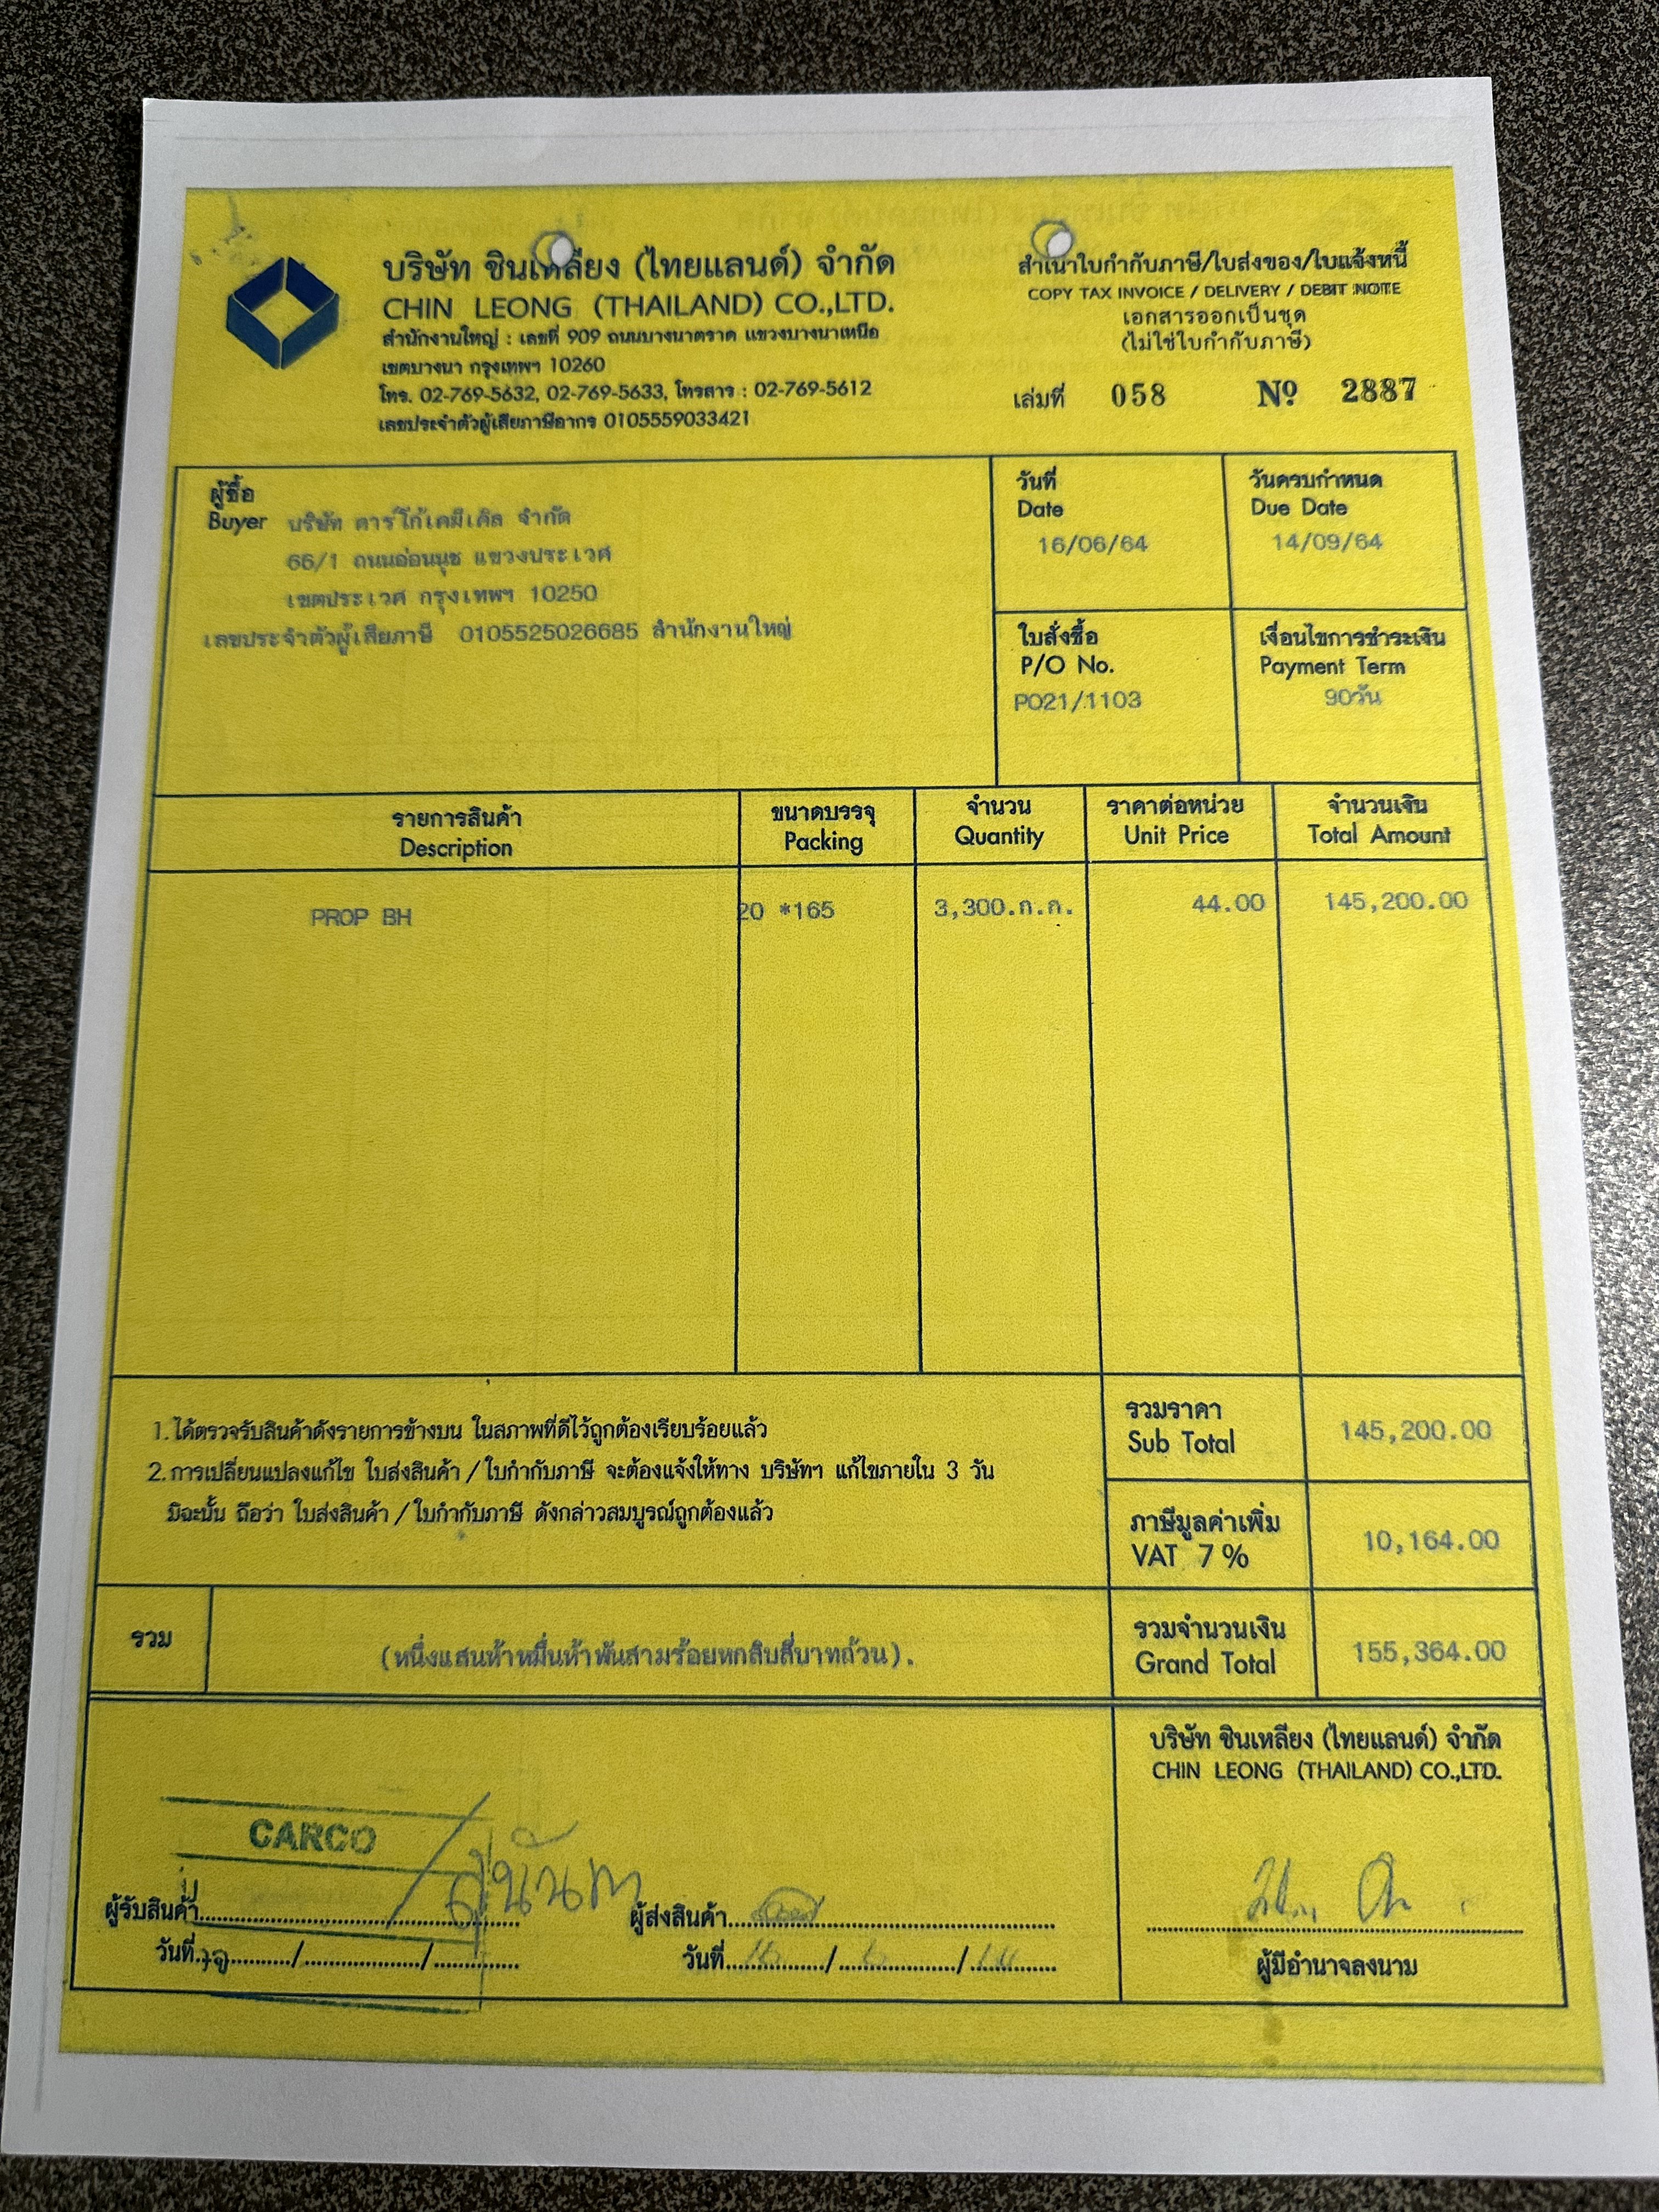 บริษัท ชินเหลียง (ไทยแลนด์) จำกัด
CHIN LEONG (THAILAND) CO.,LTD.
สำนักงานใหญ่ : เลขที่ 909 ถนนบางนาตราด แขวงบางนาเหนือ
เขตบางนา กรุงเทพฯ 10260
โทร. 02-769-5632, 02-769-5633, โทรสาร : 02-769-5612
เลขประจำตัวผู้เสียภาษีอากร 0105559033421
สำเนาใบกำกับภาษี/ใบส่งของ/ใบแจ้งหนี้
COPY TAX INVOICE / DELIVERY / DEBIT NOTE
เอกสารออกเป็นชุด
(ไม่ใช่ใบกำกับภาษี)
เล่มที่ 058 Nº 2887
ผู้ซื้อ
Buyer บริษัท คาร์โก้เคมีเคิล จำกัด
66/1 ถนนอ่อนนุช แขวงประเวศ
เขตประเวศ กรุงเทพฯ 10250
เลขประจำตัวผู้เสียภาษี 0105525026685 สำนักงานใหญ่
วันที่
Date
16/06/64
วันครบกำหนด
Due Date
14/09/64
ใบสั่งซื้อ
P/O No.
PO21/1103
เงื่อนไขการชำระเงิน
Payment Term
90วัน
รายการสินค้า ขนาดบรรจุ จำนวน ราคาต่อหน่วย จำนวนเงิน
Description Packing Quantity Unit Price Total Amount
PROP BH 20 *165 3,300.ก.ก. 44.00 145,200.00
1.ได้ตรวจรับสินค้าดังรายการข้างบน ในสภาพที่ดีไว้ถูกต้องเรียบร้อยแล้ว
2.การเปลี่ยนแปลงแก้ไข ใบส่งสินค้า / ใบกำกับภาษี จะต้องแจ้งให้ทาง บริษัทฯ แก้ไขภายใน 3 วัน
มิฉะนั้น ถือว่า ใบส่งสินค้า / ใบกำกับภาษี ดังกล่าวสมบูรณ์ถูกต้องแล้ว
รวมราคา
Sub Total 145,200.00
ภาษีมูลค่าเพิ่ม
VAT 7 % 10,164.00
รวม (หนึ่งแสนห้าหมื่นห้าพันสามร้อยหกสิบสี่บาทถ้วน).
รวมจำนวนเงิน
Grand Total 155,364.00
บริษัท ชินเหลียง (ไทยแลนด์) จำกัด
CHIN LEONG (THAILAND) CO.,LTD.
CARCO
ผู้รับสินค้า ผู้ส่งสินค้า
วันที่ / / วันที่ / /
ผู้มีอำนาจลงนาม